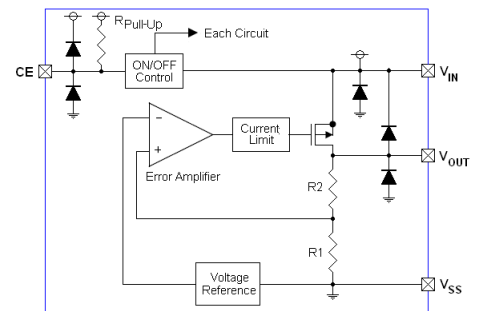 RPull-Up
Each Circuit
CE
ON/OFF
Control
VIN
−
Current
Limit
+
Error Amplifier
VOUT
R2
R1
Voltage
Reference
VSS